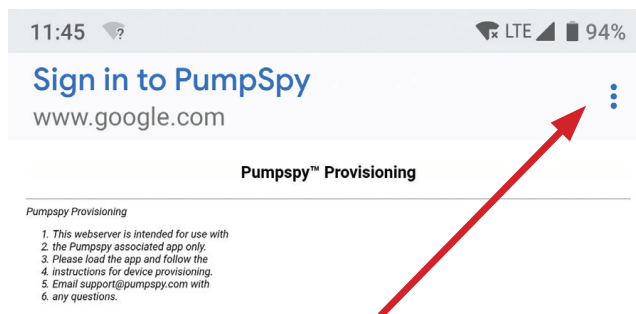 11:45 ? LTE 94%
Sign in to PumpSpy
www.google.com
Pumpspy™ Provisioning
Pumpspy Provisioning
1. This webserver is intended for use with
2. the Pumpspy associated app only.
3. Please load the app and follow the
4. instructions for device provisioning.
5. Email support@pumpspy.com with
6. any questions.